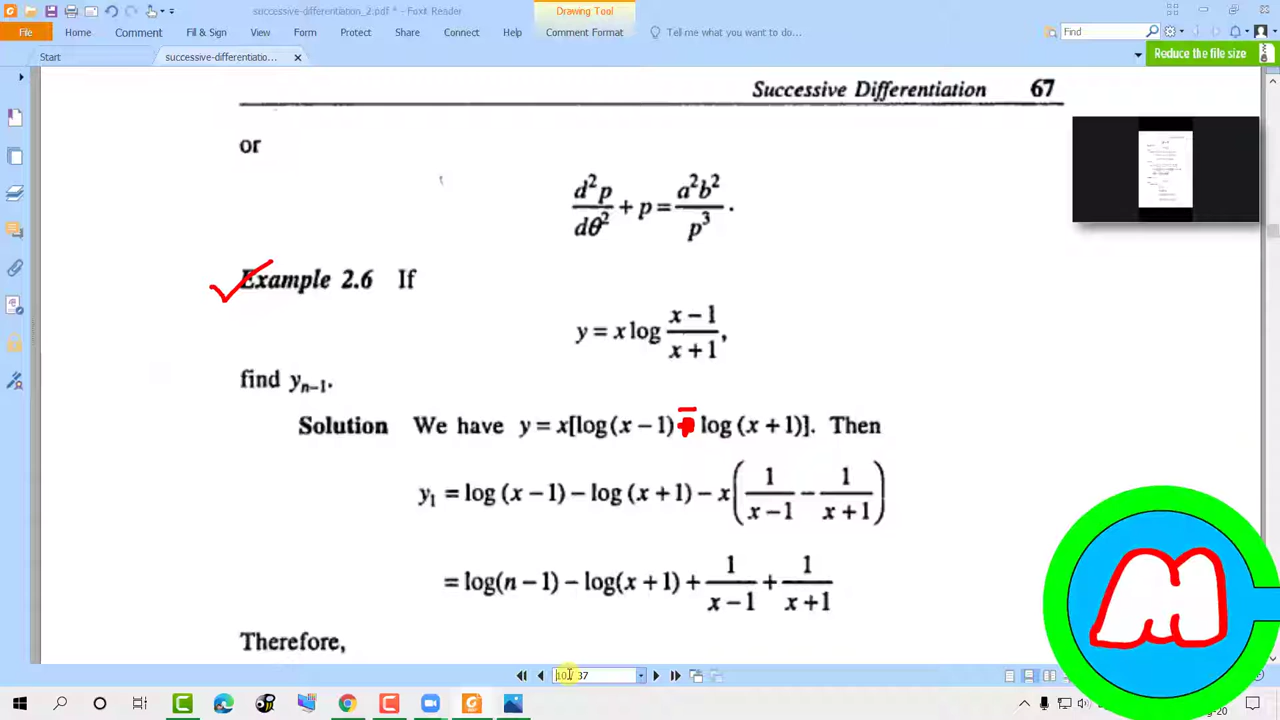 successive-differentiation_2.pdf * - Foxit Reader
Drawing Tool
File Home Comment Fill & Sign View Form Protect Share Connect Help Comment Format Tell me what you want to do... Find
Start successive-differentiatio...
Reduce the file size
Successive Differentiation 67
or
d²p/dθ² + p = a²b²/p³.
Example 2.6 If
y = x log (x − 1)/(x + 1),
find yₙ₋₁.
Solution We have y = x[log(x − 1) − log (x + 1)]. Then
y₁ = log (x − 1) − log (x + 1) − x(1/(x − 1) − 1/(x + 1))
= log(n − 1) − log(x + 1) + 1/(x − 1) + 1/(x + 1)
Therefore,
10 / 37